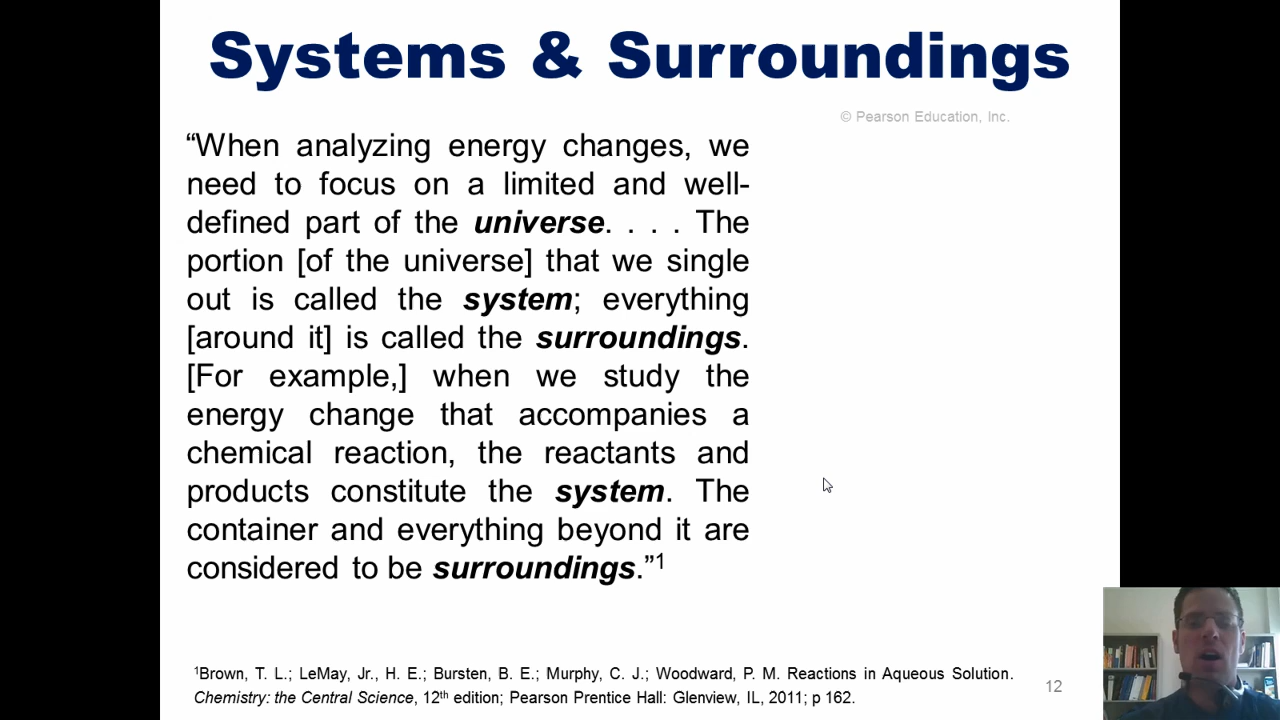 Systems & Surroundings
© Pearson Education, Inc.
“When analyzing energy changes, we
need to focus on a limited and well-
defined part of the universe. . . . The
portion [of the universe] that we single
out is called the system; everything
[around it] is called the surroundings.
[For example,] when we study the
energy change that accompanies a
chemical reaction, the reactants and
products constitute the system. The
container and everything beyond it are
considered to be surroundings.”1
1Brown, T. L.; LeMay, Jr., H. E.; Bursten, B. E.; Murphy, C. J.; Woodward, P. M. Reactions in Aqueous Solution.
Chemistry: the Central Science, 12th edition; Pearson Prentice Hall: Glenview, IL, 2011; p 162.
12